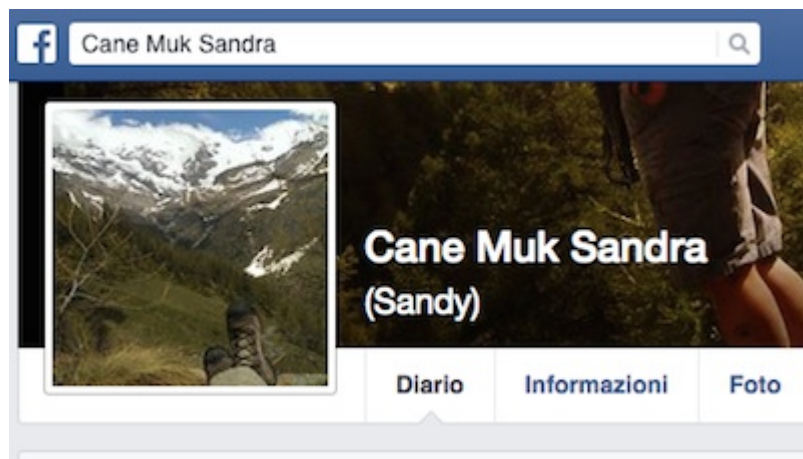 f Cane Muk Sandra
Cane Muk Sandra
(Sandy)
Diario Informazioni Foto